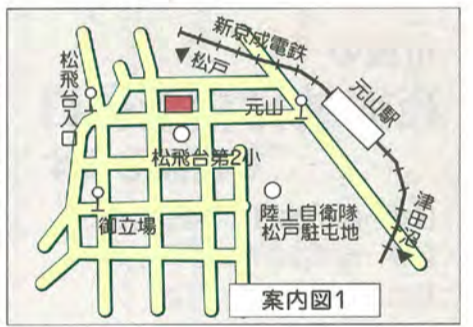 新京成電鉄
松戸
松飛台入口
元山
元山駅
松飛台第2小
津田沼
御立場
陸上自衛隊
松戸駐屯地
案内図1